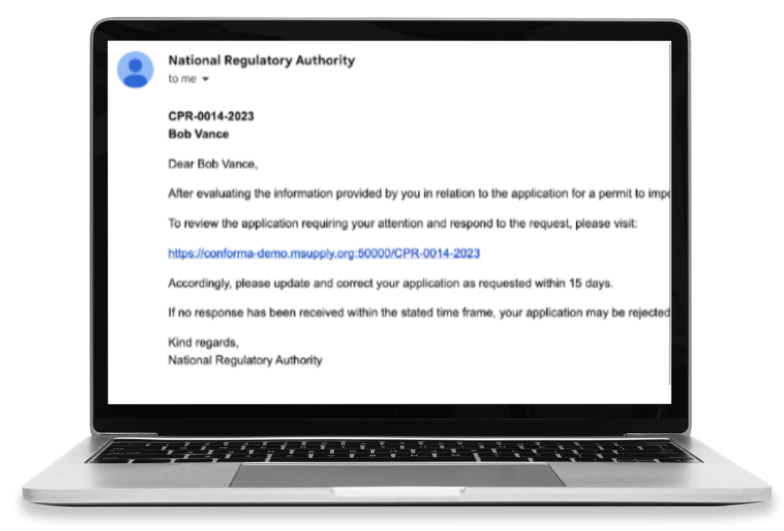 National Regulatory Authority
to me
CPR-0014-2023
Bob Vance
Dear Bob Vance,
After evaluating the information provided by you in relation to the application for a permit to impo
To review the application requiring your attention and respond to the request, please visit:
https://conforma-demo.msupply.org:50000/CPR-0014-2023
Accordingly, please update and correct your application as requested within 15 days.
If no response has been received within the stated time frame, your application may be rejected
Kind regards,
National Regulatory Authority